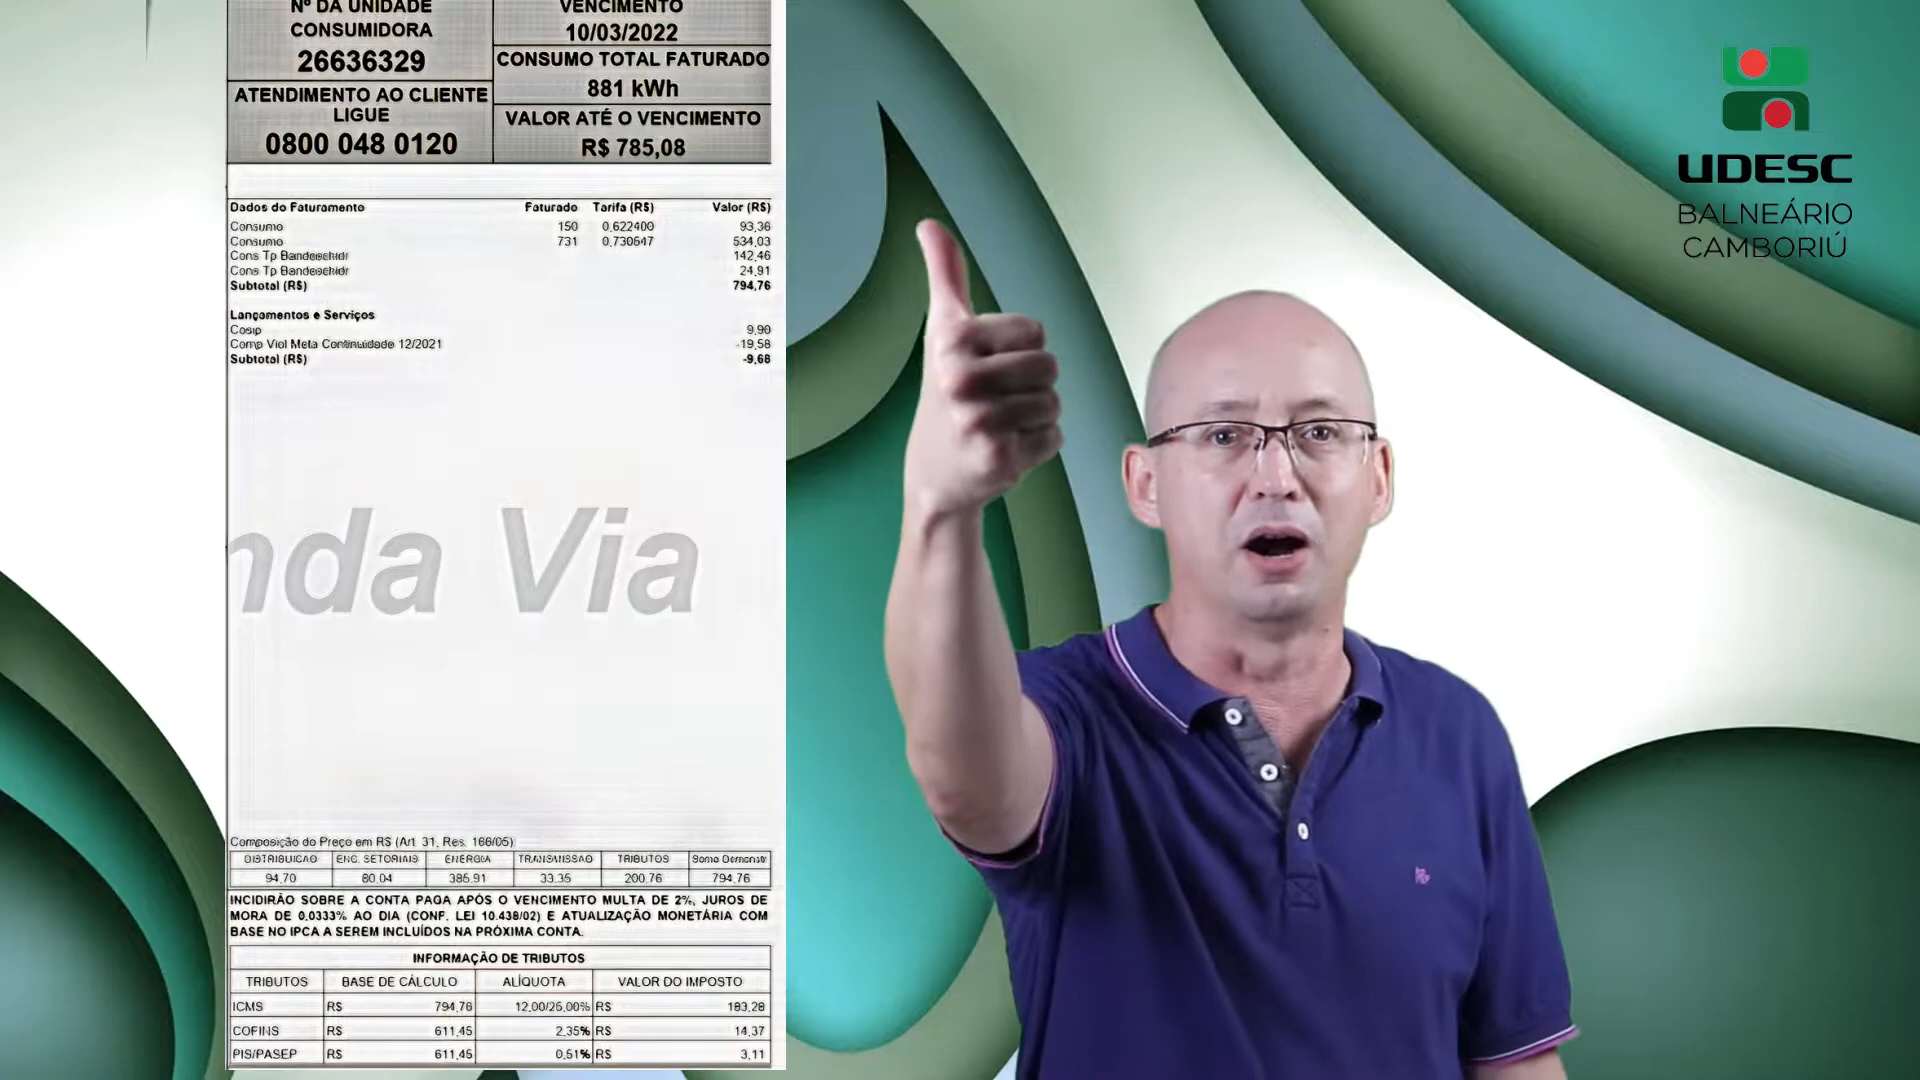 Nº DA UNIDADE
CONSUMIDORA
26636329
ATENDIMENTO AO CLIENTE
LIGUE
0800 048 0120
VENCIMENTO
10/03/2022
CONSUMO TOTAL FATURADO
881 kWh
VALOR ATÉ O VENCIMENTO
R$ 785,08
Dados do Faturamento Faturado Tarifa (R$) Valor (R$)
Consumo 150 0,622400 93,36
Consumo 731 0,730547 534,03
Cons Tp 142,46
Cons Tp 24,91
Subtotal (R$) 794,76
Lançamentos e Serviços
Cosip 9,90
Comp Viol Meta Continuidade 12/2021 -19,58
Subtotal (R$) -9,68
nda Via
Composição do Preço em R$ (Art. 31, Res. 166/05):
DISTRIBUICAO ENC. SETORIAIS ENERGIA TRANSMISSAO TRIBUTOS Soma Demonstr
94,70 80,04 385,91 33,35 200,76 794,76
INCIDIRÃO SOBRE A CONTA PAGA APÓS O VENCIMENTO MULTA DE 2%, JUROS DE
MORA DE 0,0333% AO DIA (CONF. LEI 10.438/02) E ATUALIZAÇÃO MONETÁRIA COM
BASE NO IPCA A SEREM INCLUÍDOS NA PRÓXIMA CONTA.
INFORMAÇÃO DE TRIBUTOS
TRIBUTOS BASE DE CÁLCULO ALÍQUOTA VALOR DO IMPOSTO
ICMS R$ 794,76 12,00/25,00% R$ 183,28
COFINS R$ 611,45 2,35% R$ 14,37
PIS/PASEP R$ 611,45 0,51% R$ 3,11
UDESC
BALNEÁRIO
CAMBORIÚ